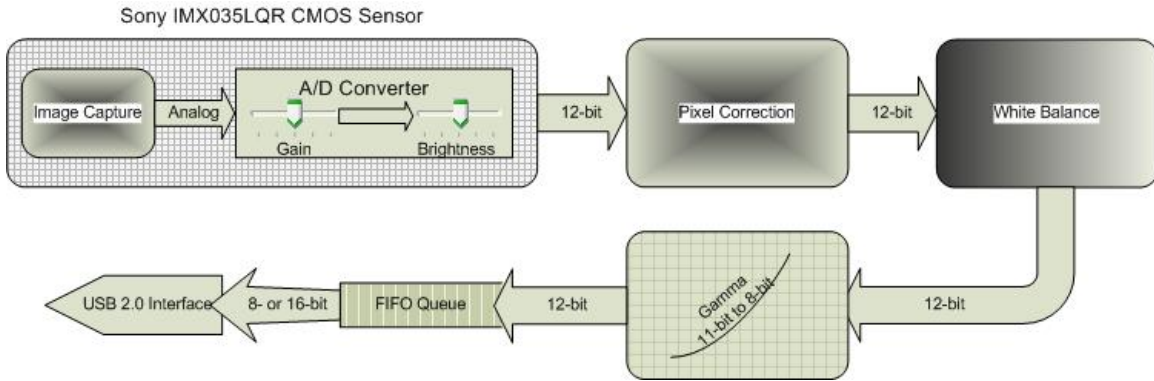 Sony IMX035LQR CMOS Sensor
Image Capture
Analog
A/D Converter
Gain
Brightness
12-bit
Pixel Correction
12-bit
White Balance
12-bit
Gamma
11-bit to 8-bit
12-bit
FIFO Queue
8- or 16-bit
USB 2.0 Interface